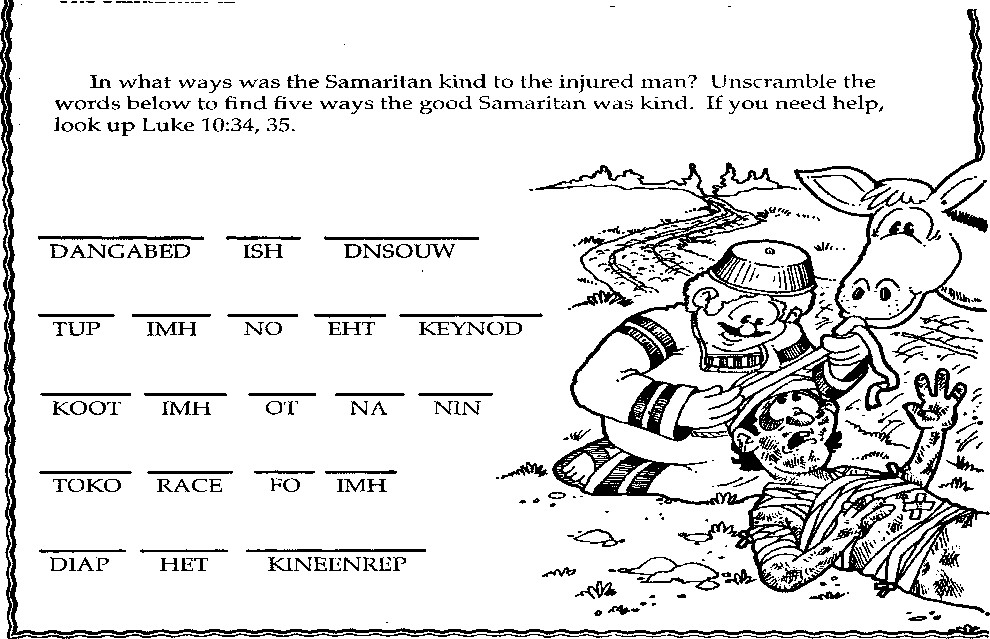 In what ways was the Samaritan kind to the injured man? Unscramble the
words below to find five ways the good Samaritan was kind. If you need help,
look up Luke 10:34, 35.
DANGABED ISH DNSOUW
TUP IMH NO EHT KEYNOD
KOOT IMH OT NA NIN
TOKO RACE FO IMH
DIAP HET KINEENREP